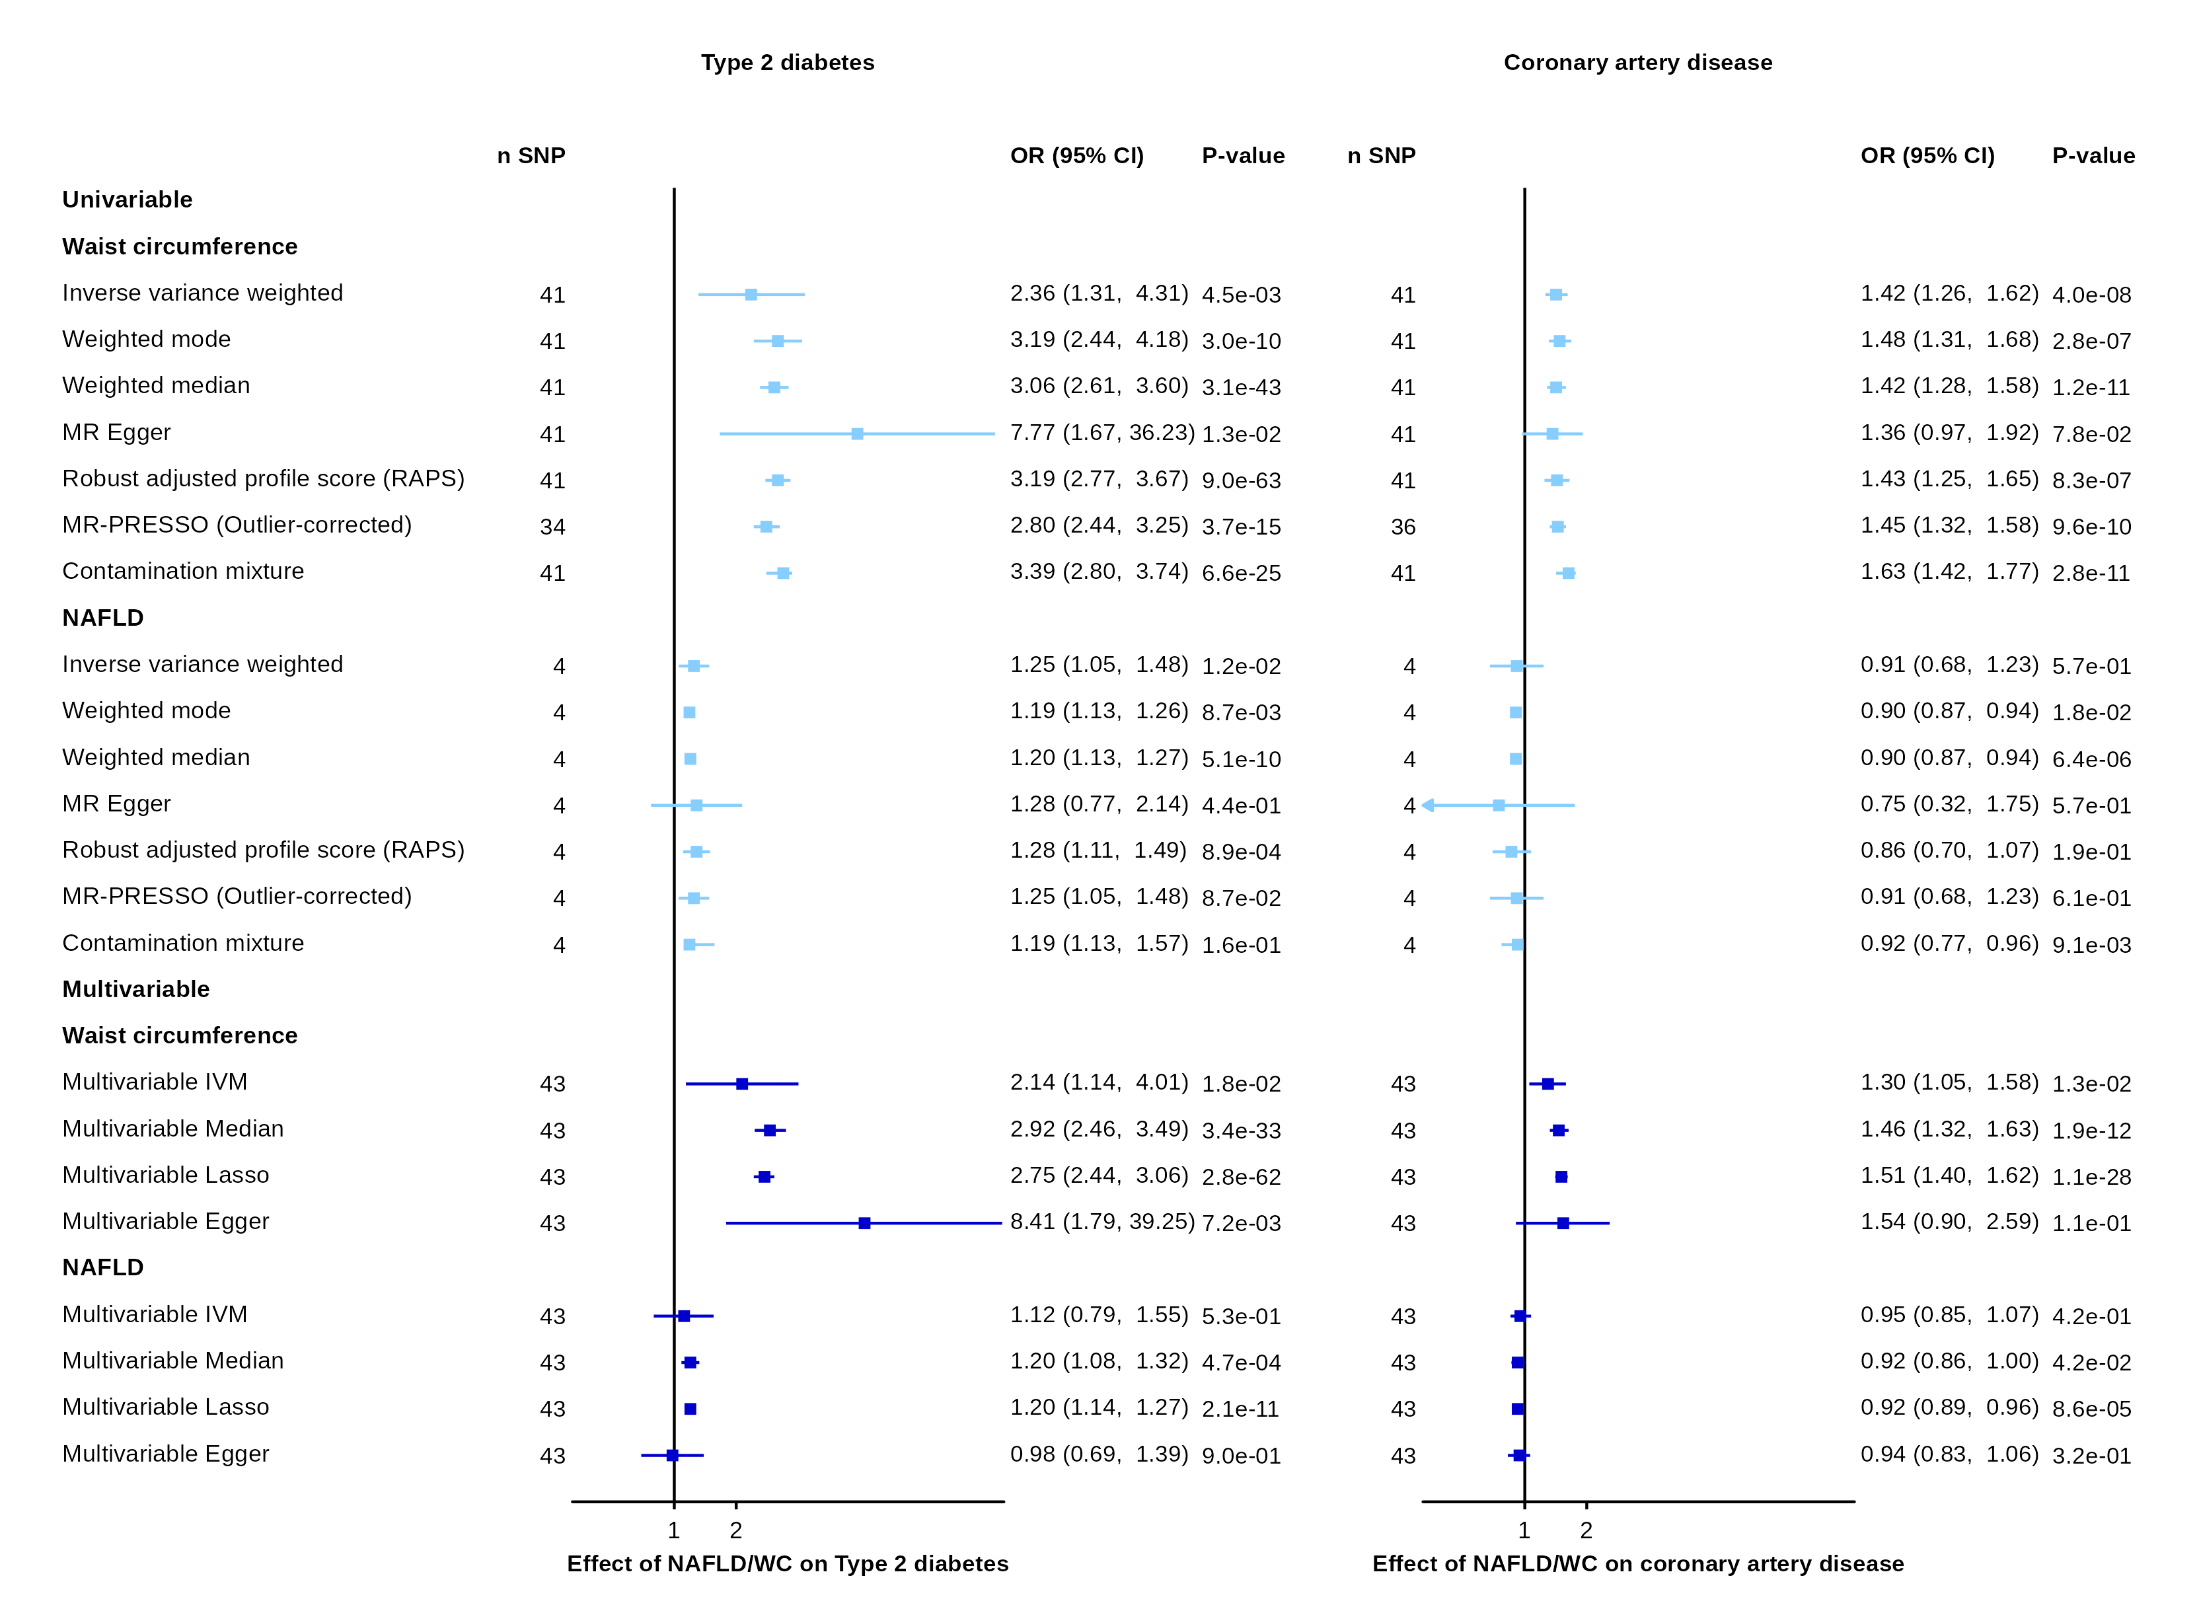 Type 2 diabetes Coronary artery disease
n SNP OR (95% CI) P-value n SNP OR (95% CI) P-value
Univariable
Waist circumference
Inverse variance weighted 41 2.36 (1.31, 4.31) 4.5e-03 41 1.42 (1.26, 1.62) 4.0e-08
Weighted mode 41 3.19 (2.44, 4.18) 3.0e-10 41 1.48 (1.31, 1.68) 2.8e-07
Weighted median 41 3.06 (2.61, 3.60) 3.1e-43 41 1.42 (1.28, 1.58) 1.2e-11
MR Egger 41 7.77 (1.67, 36.23) 1.3e-02 41 1.36 (0.97, 1.92) 7.8e-02
Robust adjusted profile score (RAPS) 41 3.19 (2.77, 3.67) 9.0e-63 41 1.43 (1.25, 1.65) 8.3e-07
MR-PRESSO (Outlier-corrected) 34 2.80 (2.44, 3.25) 3.7e-15 36 1.45 (1.32, 1.58) 9.6e-10
Contamination mixture 41 3.39 (2.80, 3.74) 6.6e-25 41 1.63 (1.42, 1.77) 2.8e-11
NAFLD
Inverse variance weighted 4 1.25 (1.05, 1.48) 1.2e-02 4 0.91 (0.68, 1.23) 5.7e-01
Weighted mode 4 1.19 (1.13, 1.26) 8.7e-03 4 0.90 (0.87, 0.94) 1.8e-02
Weighted median 4 1.20 (1.13, 1.27) 5.1e-10 4 0.90 (0.87, 0.94) 6.4e-06
MR Egger 4 1.28 (0.77, 2.14) 4.4e-01 4 0.75 (0.32, 1.75) 5.7e-01
Robust adjusted profile score (RAPS) 4 1.28 (1.11, 1.49) 8.9e-04 4 0.86 (0.70, 1.07) 1.9e-01
MR-PRESSO (Outlier-corrected) 4 1.25 (1.05, 1.48) 8.7e-02 4 0.91 (0.68, 1.23) 6.1e-01
Contamination mixture 4 1.19 (1.13, 1.57) 1.6e-01 4 0.92 (0.77, 0.96) 9.1e-03
Multivariable
Waist circumference
Multivariable IVM 43 2.14 (1.14, 4.01) 1.8e-02 43 1.30 (1.05, 1.58) 1.3e-02
Multivariable Median 43 2.92 (2.46, 3.49) 3.4e-33 43 1.46 (1.32, 1.63) 1.9e-12
Multivariable Lasso 43 2.75 (2.44, 3.06) 2.8e-62 43 1.51 (1.40, 1.62) 1.1e-28
Multivariable Egger 43 8.41 (1.79, 39.25) 7.2e-03 43 1.54 (0.90, 2.59) 1.1e-01
NAFLD
Multivariable IVM 43 1.12 (0.79, 1.55) 5.3e-01 43 0.95 (0.85, 1.07) 4.2e-01
Multivariable Median 43 1.20 (1.08, 1.32) 4.7e-04 43 0.92 (0.86, 1.00) 4.2e-02
Multivariable Lasso 43 1.20 (1.14, 1.27) 2.1e-11 43 0.92 (0.89, 0.96) 8.6e-05
Multivariable Egger 43 0.98 (0.69, 1.39) 9.0e-01 43 0.94 (0.83, 1.06) 3.2e-01
1 2 1 2
Effect of NAFLD/WC on Type 2 diabetes Effect of NAFLD/WC on coronary artery disease